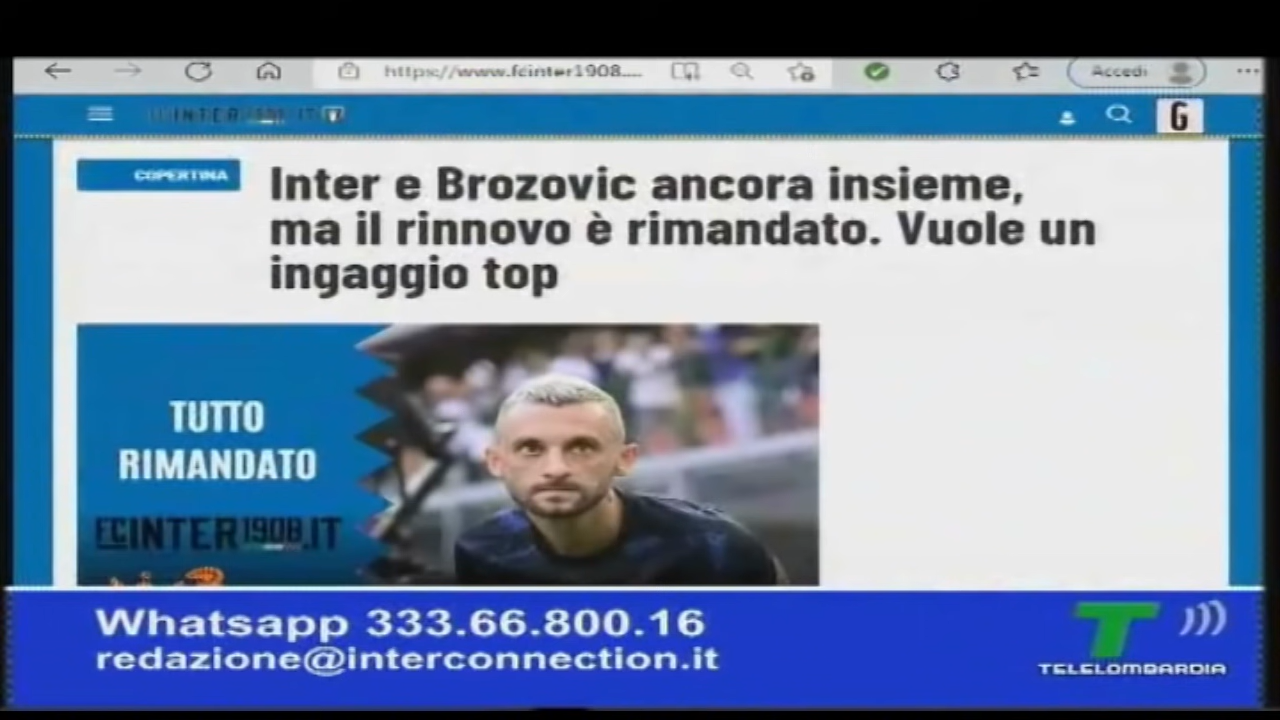 https://www.fcinter1908....
Accedi
G
COPERTINA
Inter e Brozovic ancora insieme,
ma il rinnovo è rimandato. Vuole un
ingaggio top
TUTTO
RIMANDATO
FCINTER1908.IT
Whatsapp 333.66.800.16
redazione@interconnection.it
T
TELELOMBARDIA